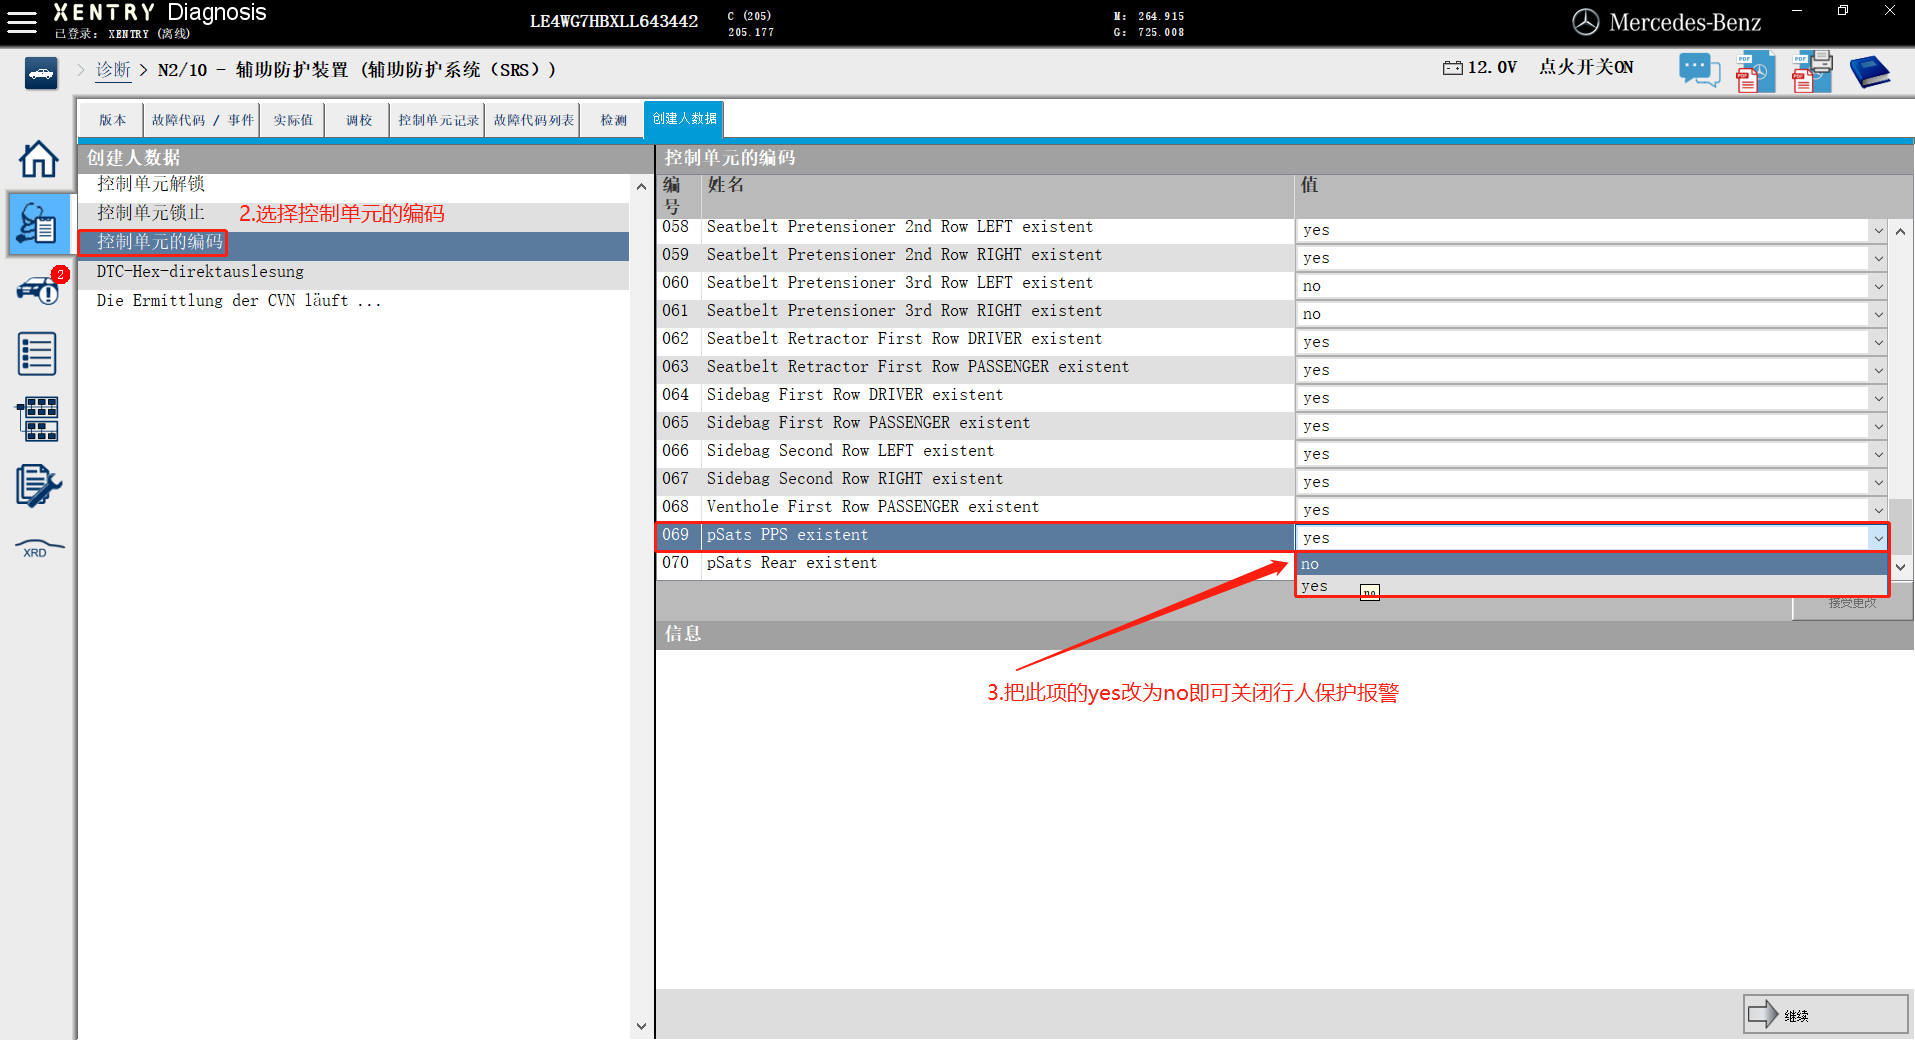 XENTRY Diagnosis
已登录: XENTRY (离线)
LE4WG7HBXLL643442
C (205)
205.177
M: 264.915
G: 725.008
Mercedes-Benz
诊断 > N2/10 - 辅助防护装置 (辅助防护系统 (SRS))
12.0V
点火开关ON
版本
故障代码 / 事件
实际值
调校
控制单元记录
故障代码列表
检测
创建人数据
创建人数据
控制单元解锁
控制单元锁止
2.选择控制单元的编码
控制单元的编码
DTC-Hex-direktauslesung
Die Ermittlung der CVN läuft ...
2
XRD
控制单元的编码
编号
姓名
值
058 Seatbelt Pretensioner 2nd Row LEFT existent yes
059 Seatbelt Pretensioner 2nd Row RIGHT existent yes
060 Seatbelt Pretensioner 3rd Row LEFT existent no
061 Seatbelt Pretensioner 3rd Row RIGHT existent no
062 Seatbelt Retractor First Row DRIVER existent yes
063 Seatbelt Retractor First Row PASSENGER existent yes
064 Sidebag First Row DRIVER existent yes
065 Sidebag First Row PASSENGER existent yes
066 Sidebag Second Row LEFT existent yes
067 Sidebag Second Row RIGHT existent yes
068 Venthole First Row PASSENGER existent yes
069 pSats PPS existent yes
070 pSats Rear existent
no
yes
no
接受更改
信息
3.把此项的yes改为no即可关闭行人保护报警
继续